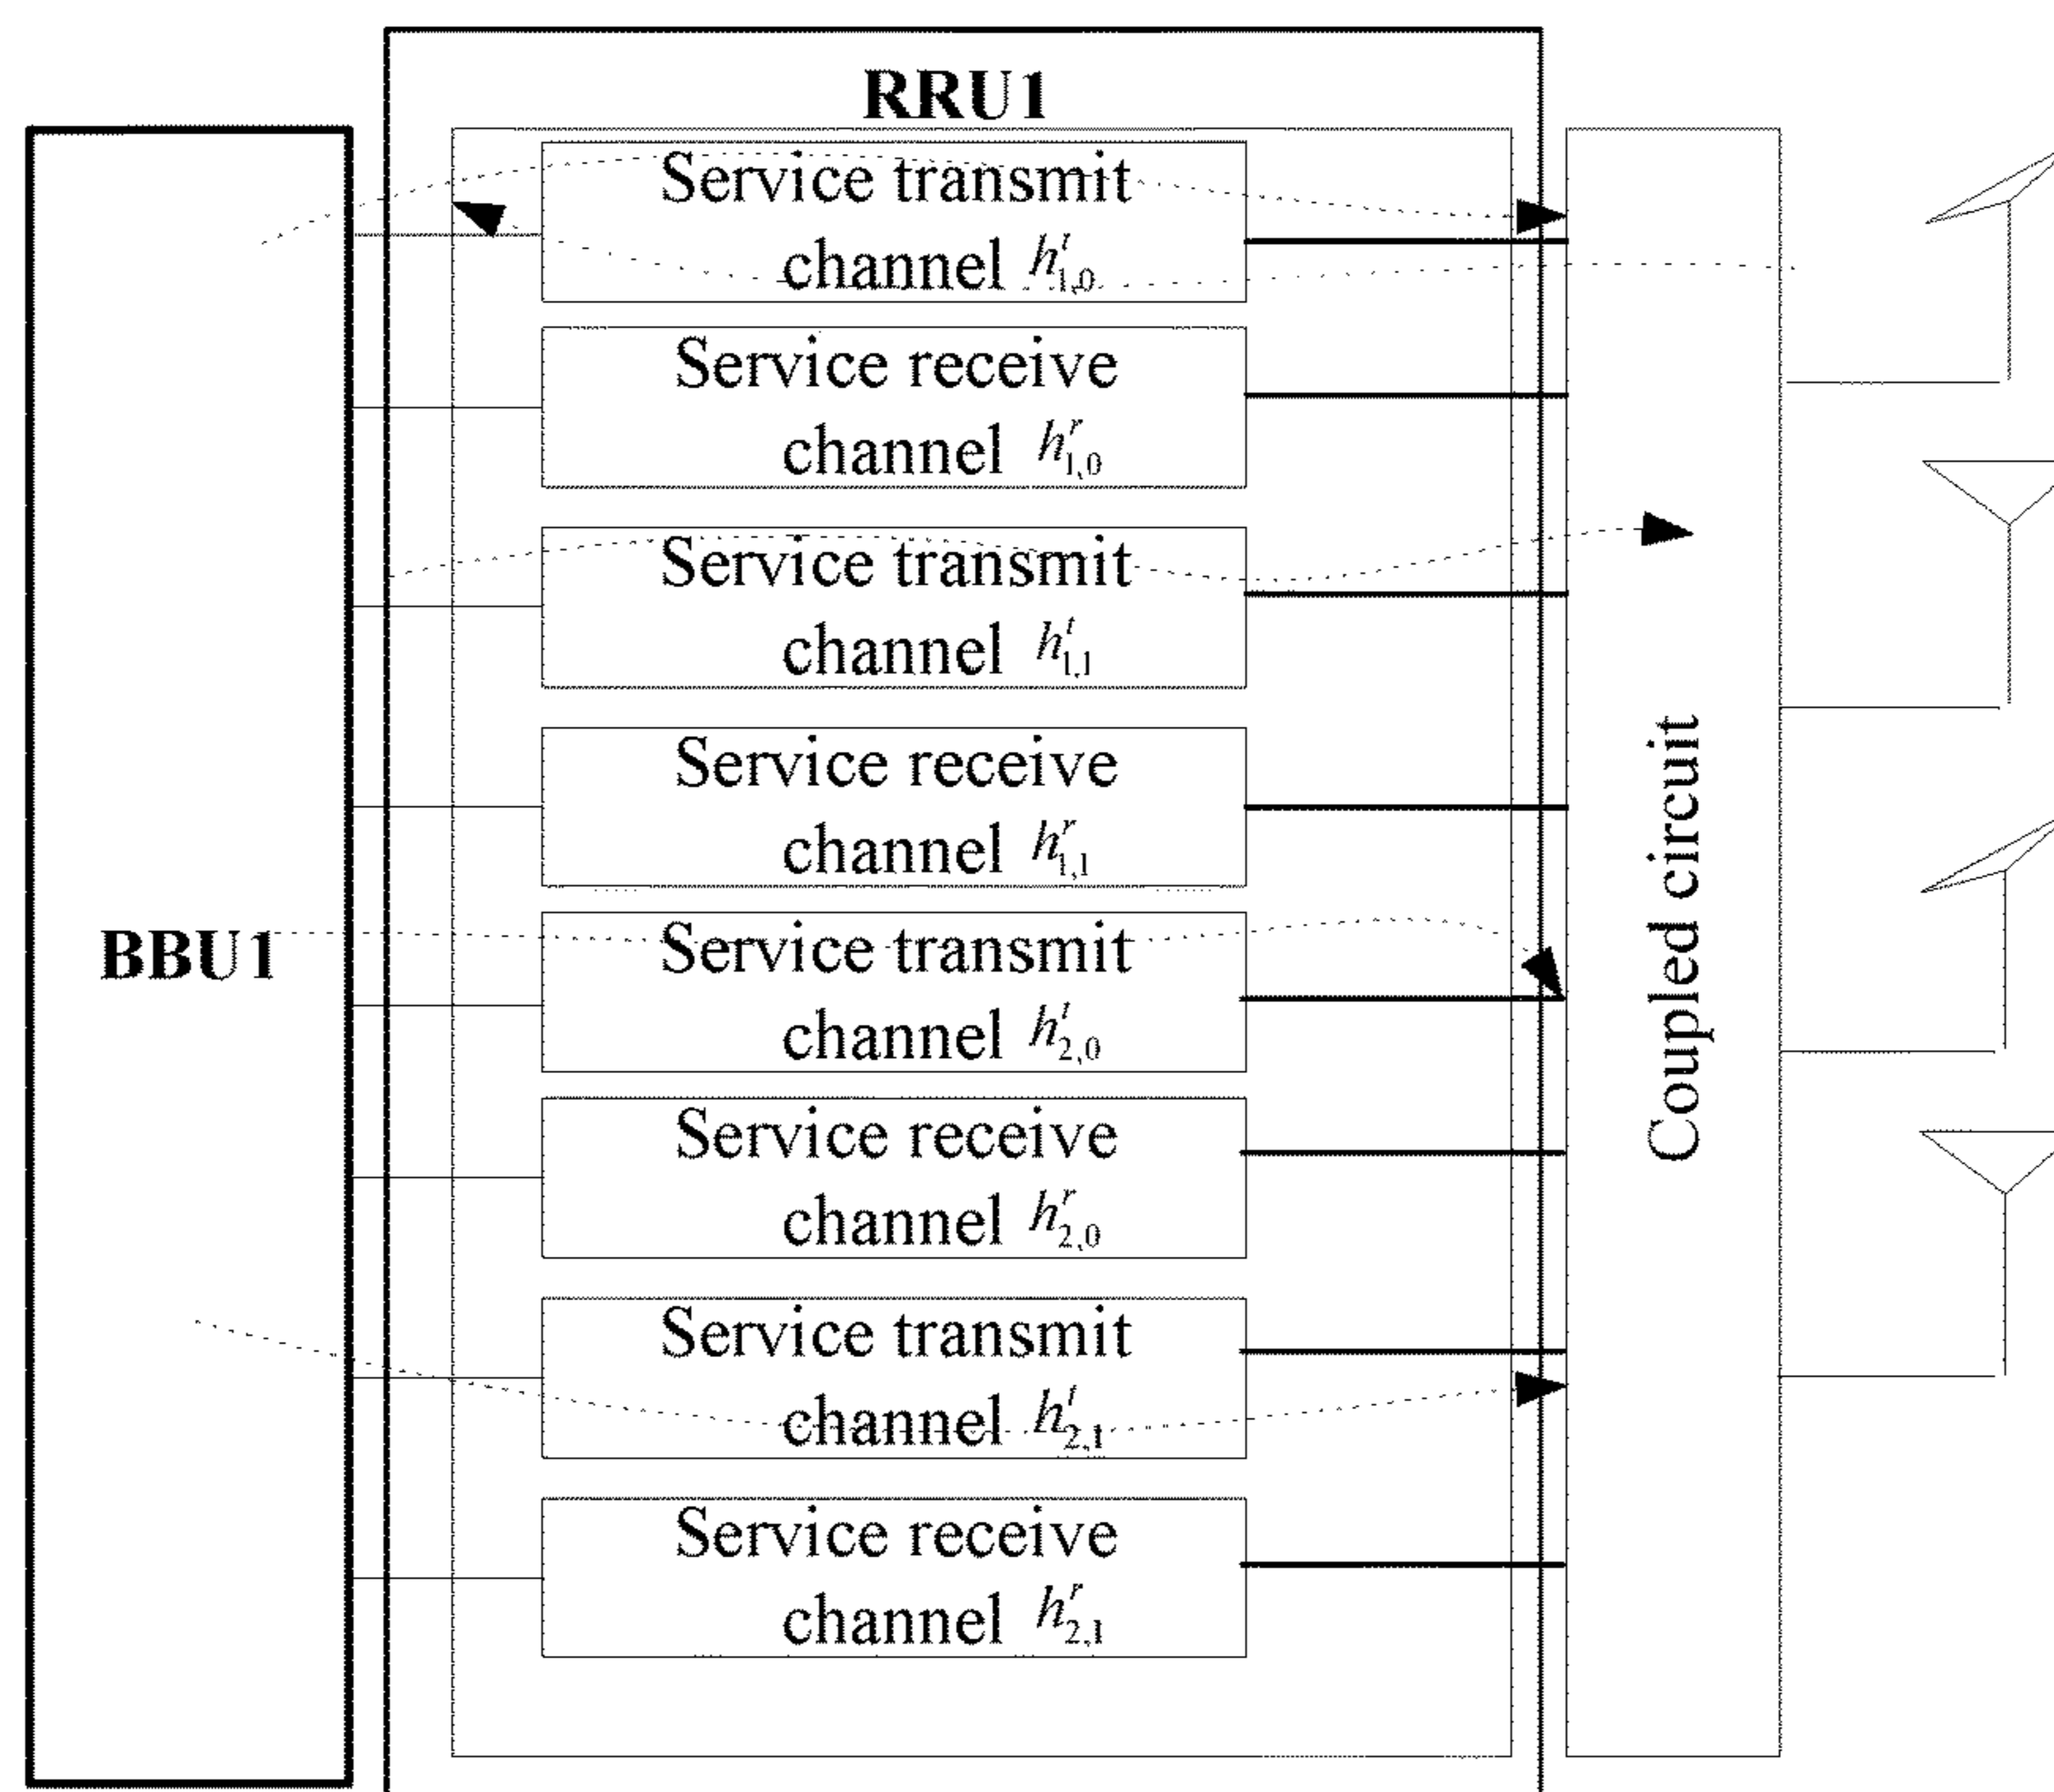 RRU1
Service transmit
channel h^t_{1,0}
Service receive
channel h^r_{1,0}
Service transmit
channel h^t_{1,1}
Service receive
channel h^r_{1,1}
BBU1
Service transmit
channel h^t_{2,0}
Service receive
channel h^r_{2,0}
Service transmit
channel h^t_{2,1}
Service receive
channel h^r_{2,1}
Coupled circuit